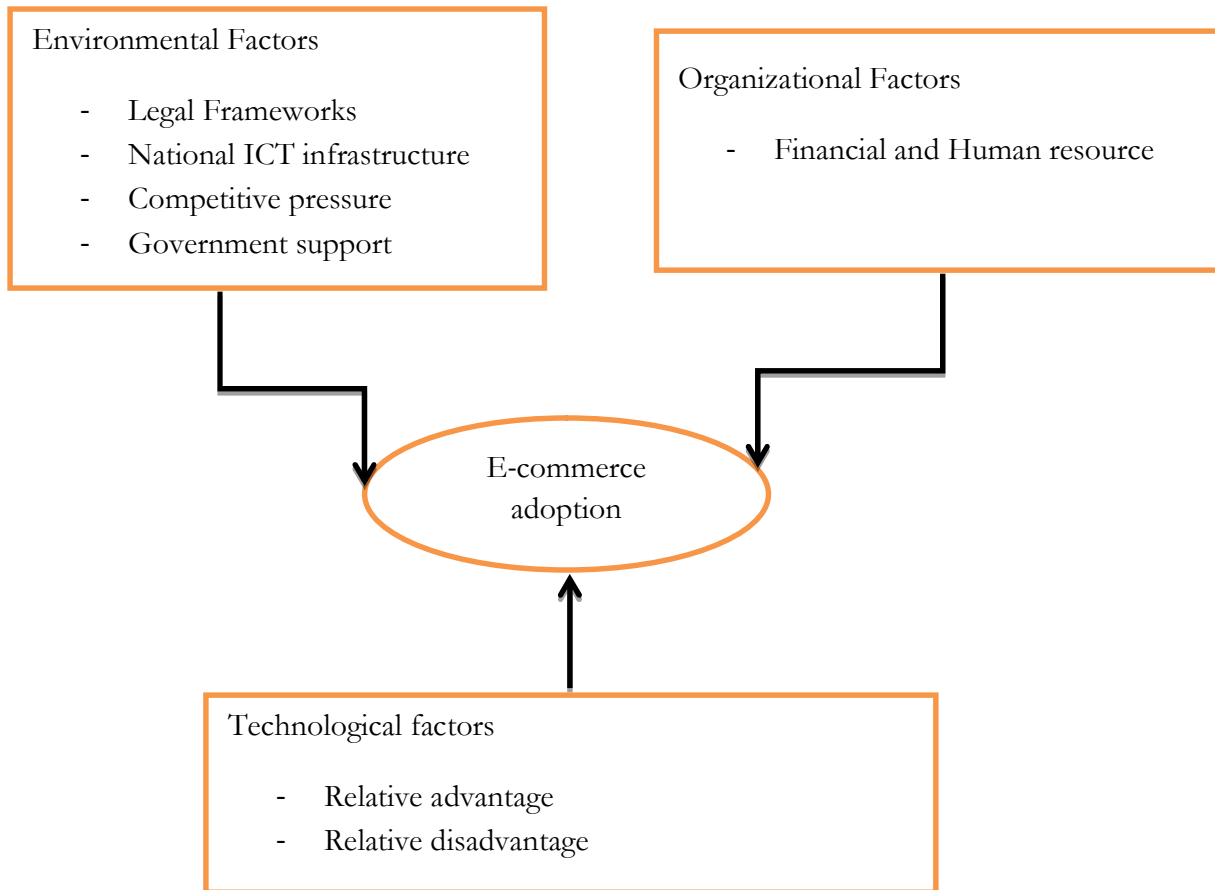 Environmental Factors
- Legal Frameworks
- National ICT infrastructure
- Competitive pressure
- Government support
Organizational Factors
- Financial and Human resource
E-commerce
adoption
Technological factors
- Relative advantage
- Relative disadvantage